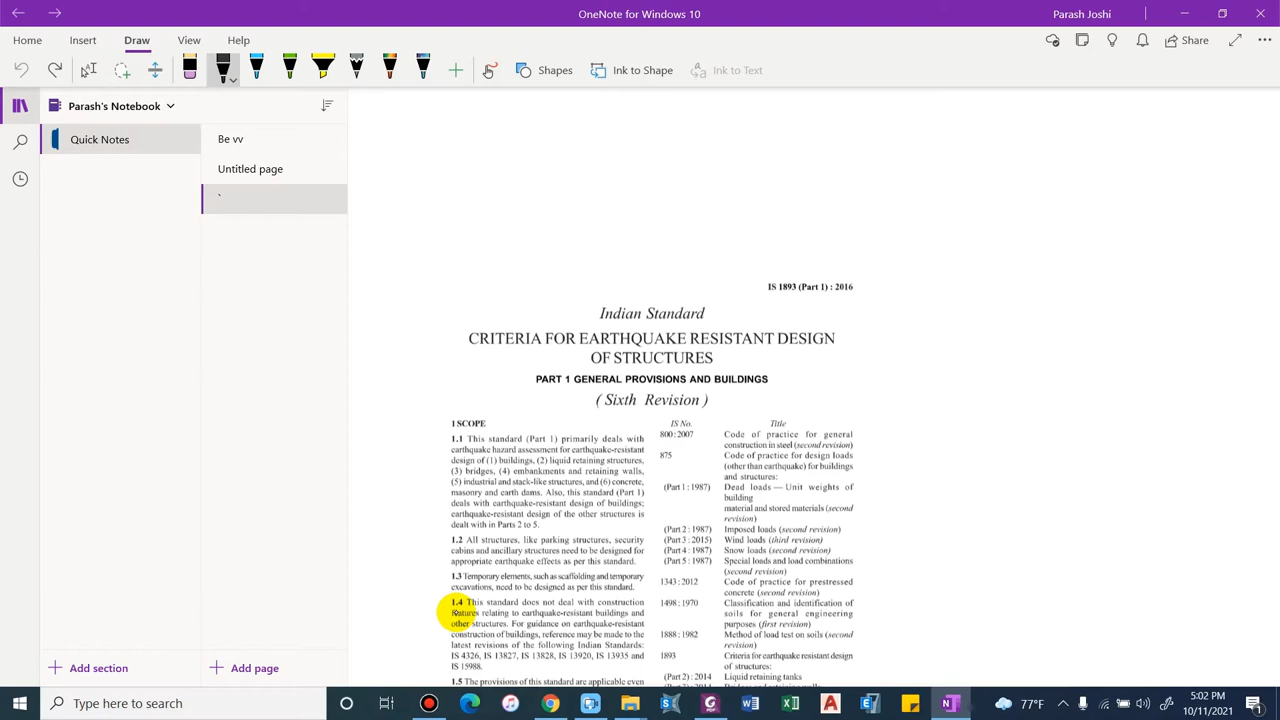 OneNote for Windows 10
Parash Joshi
Home Insert Draw View Help
Share
Shapes
Ink to Shape
Ink to Text
Parash's Notebook
Quick Notes
Be vv
Untitled page
`
IS 1893 (Part 1) : 2016
Indian Standard
CRITERIA FOR EARTHQUAKE RESISTANT DESIGN
OF STRUCTURES
PART 1 GENERAL PROVISIONS AND BUILDINGS
( Sixth Revision )
1 SCOPE
1.1 This standard (Part 1) primarily deals with
earthquake hazard assessment for earthquake-resistant
design of (1) buildings, (2) liquid retaining structures,
(3) bridges, (4) embankments and retaining walls,
(5) industrial and stack-like structures, and (6) concrete,
masonry and earth dams. Also, this standard (Part 1)
deals with earthquake-resistant design of buildings;
earthquake-resistant design of the other structures is
dealt with in Parts 2 to 5.
1.2 All structures, like parking structures, security
cabins and ancillary structures need to be designed for
appropriate earthquake effects as per this standard.
1.3 Temporary elements, such as scaffolding and temporary
excavations, need to be designed as per this standard.
1.4 This standard does not deal with construction
features relating to earthquake-resistant buildings and
other structures. For guidance on earthquake-resistant
construction of buildings, reference may be made to the
latest revisions of the following Indian Standards:
IS 4326, IS 13827, IS 13828, IS 13920, IS 13935 and
IS 15988.
1.5 The provisions of this standard are applicable even
IS No. Title
800 : 2007 Code of practice for general
construction in steel (second revision)
875 Code of practice for design loads
(other than earthquake) for buildings
and structures:
(Part 1 : 1987) Dead loads — Unit weights of
building
material and stored materials (second
revision)
(Part 2 : 1987) Imposed loads (second revision)
(Part 3 : 2015) Wind loads (third revision)
(Part 4 : 1987) Snow loads (second revision)
(Part 5 : 1987) Special loads and load combinations
(second revision)
1343 : 2012 Code of practice for prestressed
concrete (second revision)
1498 : 1970 Classification and identification of
soils for general engineering
purposes (first revision)
1888 : 1982 Method of load test on soils (second
revision)
1893 Criteria for earthquake resistant design
of structures:
(Part 2) : 2014 Liquid retaining tanks
Add section
Add page
Type here to search
77°F
5:02 PM
10/11/2021